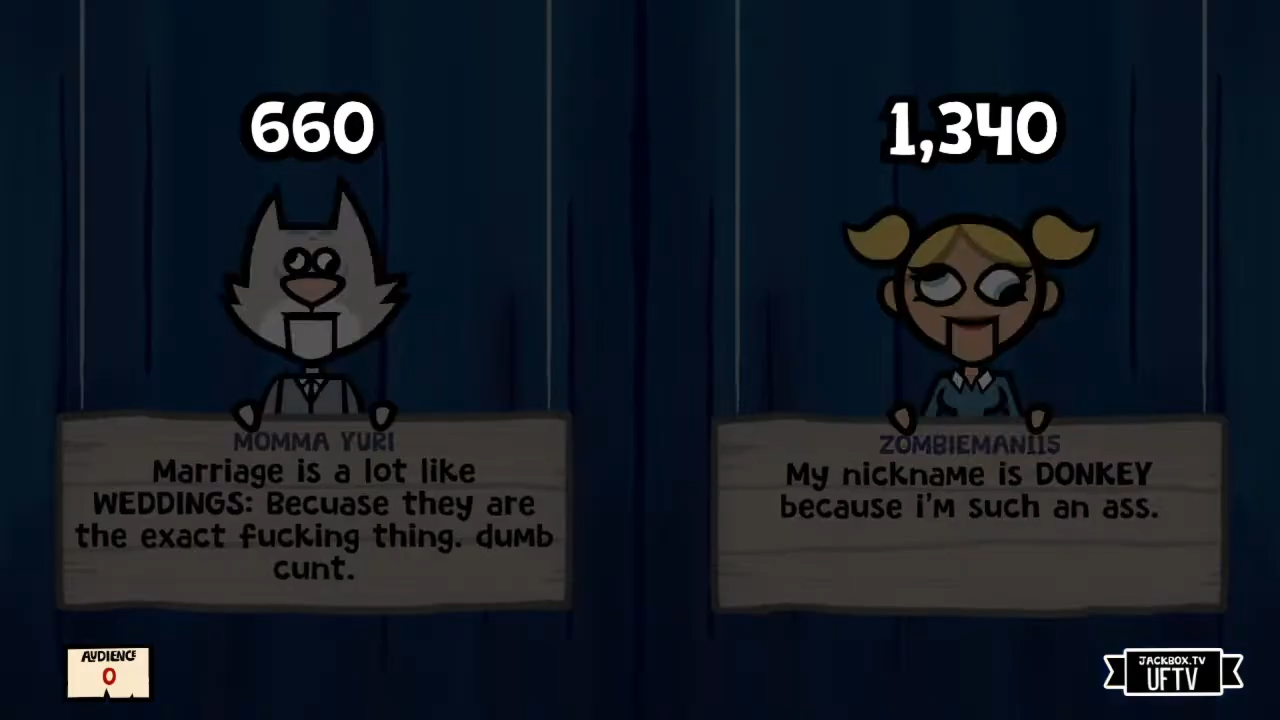 660
1,340
MOMMA YURI
Marriage is a lot like
WEDDINGS: Becuase they are
the exact fucking thing. dumb
cunt.
ZOMBIEMAN115
My nickname is DONKEY
because i'm such an ass.
AUDIENCE
0
JACKBOX.TV
UFTV